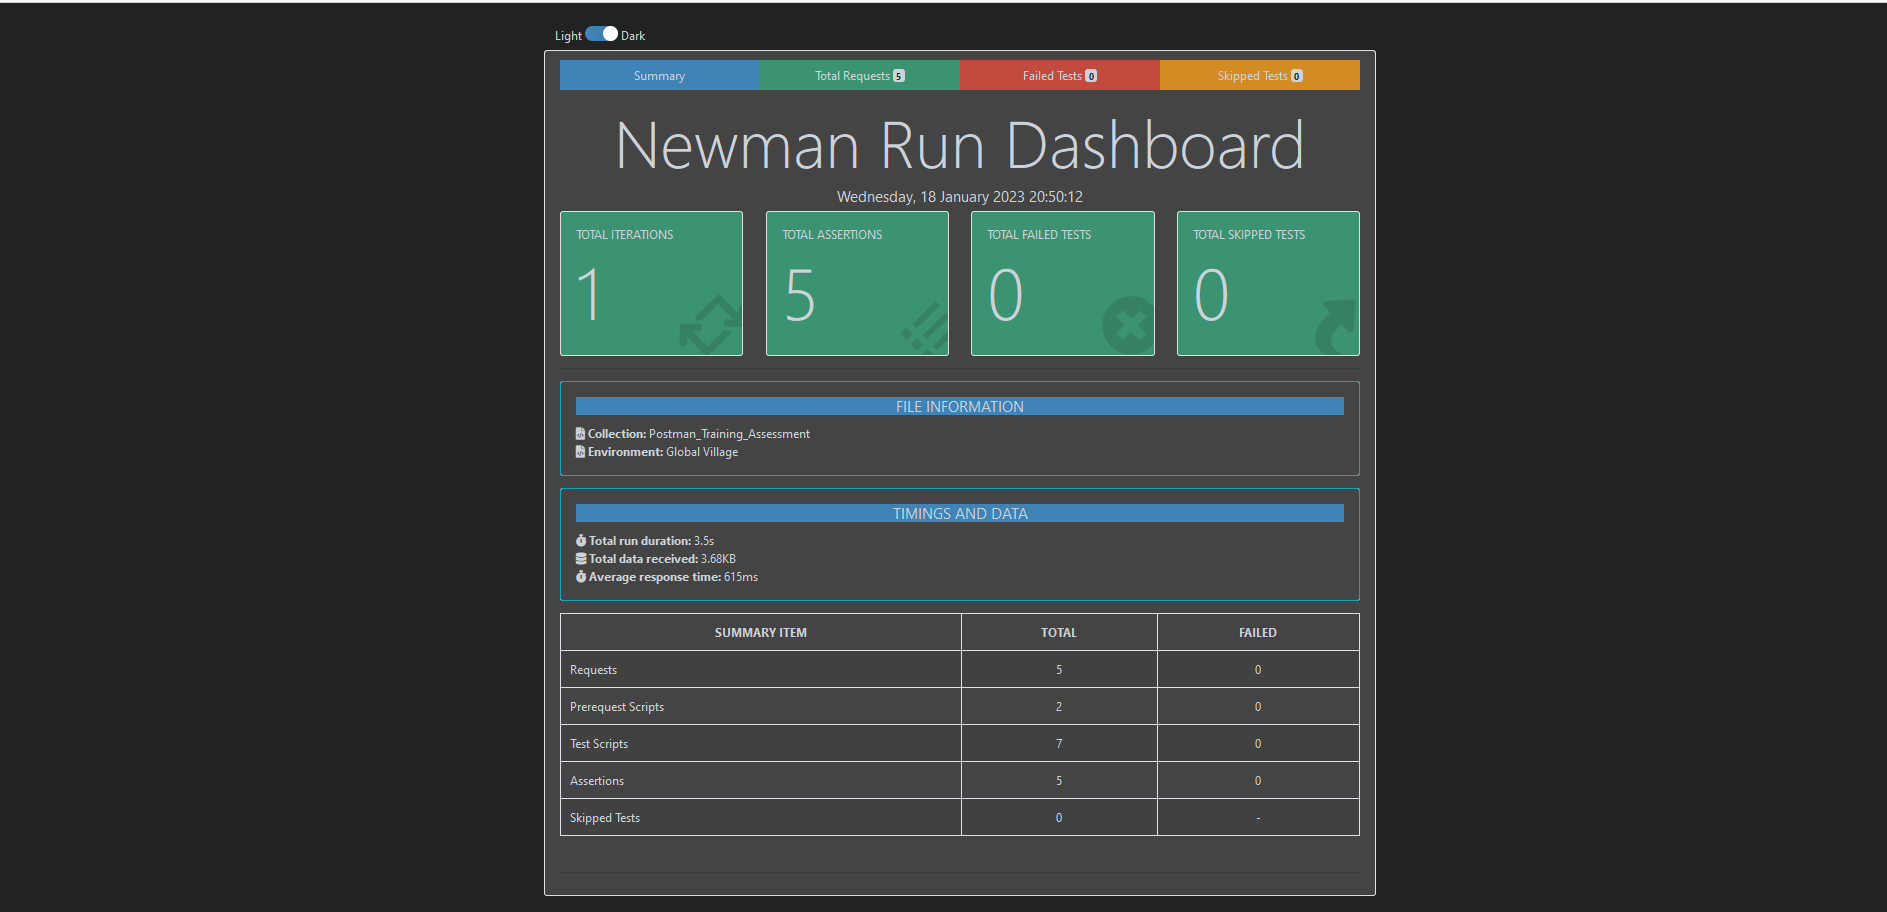 Light Dark
Summary Total Requests 5 Failed Tests 0 Skipped Tests 0
Newman Run Dashboard
Wednesday, 18 January 2023 20:50:12
TOTAL ITERATIONS TOTAL ASSERTIONS TOTAL FAILED TESTS TOTAL SKIPPED TESTS
1 5 0 0
FILE INFORMATION
Collection: Postman_Training_Assessment
Environment: Global Village
TIMINGS AND DATA
Total run duration: 3.5s
Total data received: 3.68KB
Average response time: 615ms
SUMMARY ITEM TOTAL FAILED
Requests 5 0
Prerequest Scripts 2 0
Test Scripts 7 0
Assertions 5 0
Skipped Tests 0 -